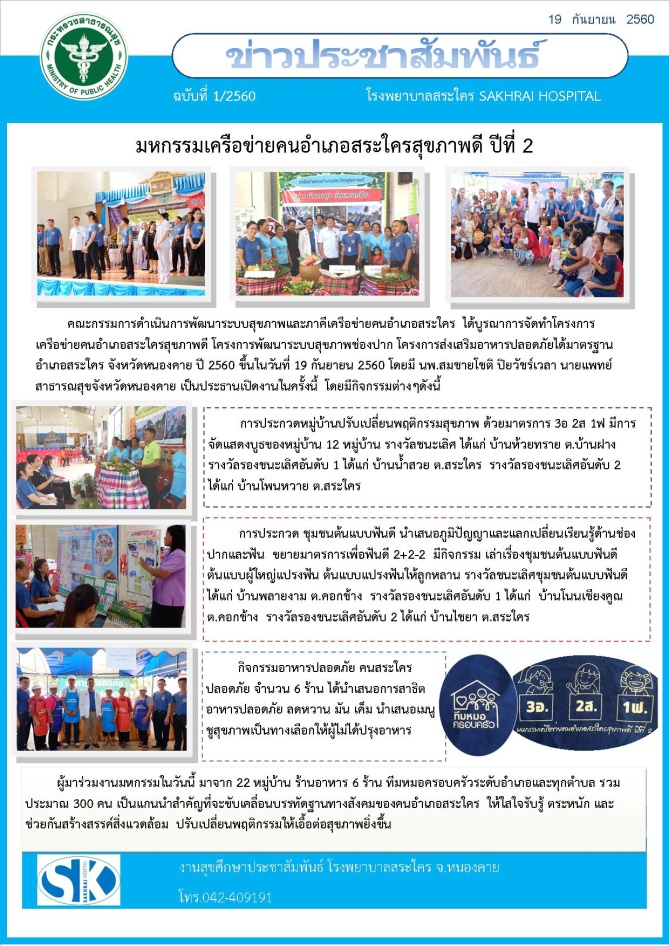 19 กันยายน 2560
กระทรวงสาธารณสุข
MINISTRY OF PUBLIC HEALTH
ข่าวประชาสัมพันธ์
ฉบับที่ 1/2560 โรงพยาบาลสระใคร SAKHRAI HOSPITAL
มหกรรมเครือข่ายคนอำเภอสระใครสุขภาพดี ปีที่ 2
คณะกรรมการดำเนินการพัฒนาระบบสุขภาพและภาคีเครือข่ายคนอำเภอสระใคร ได้บูรณาการจัดทำโครงการ
เครือข่ายคนอำเภอสระใครสุขภาพดี โครงการพัฒนาระบบสุขภาพช่องปาก โครงการส่งเสริมอาหารปลอดภัยได้มาตรฐาน
อำเภอสระใคร จังหวัดหนองคาย ปี 2560 ขึ้นในวันที่ 19 กันยายน 2560 โดยมี นพ.สมชายโชติ ปิยวัชร์เวลา นายแพทย์
สาธารณสุขจังหวัดหนองคาย เป็นประธานเปิดงานในครั้งนี้ โดยมีกิจกรรมต่างๆดังนี้
การประกวดหมู่บ้านปรับเปลี่ยนพฤติกรรมสุขภาพ ด้วยมาตรการ 3อ 2ส 1ฟ มีการ
จัดแสดงบูธของหมู่บ้าน 12 หมู่บ้าน รางวัลชนะเลิศ ได้แก่ บ้านห้วยทราย ต.บ้านฝาง
รางวัลรองชนะเลิศอันดับ 1 ได้แก่ บ้านน้ำสวย ต.สระใคร รางวัลรองชนะเลิศอันดับ 2
ได้แก่ บ้านโพนหวาย ต.สระใคร
การประกวด ชุมชนต้นแบบฟันดี นำเสนอภูมิปัญญาและแลกเปลี่ยนเรียนรู้ด้านช่อง
ปากและฟัน ขยายมาตรการเพื่อฟันดี 2+2-2 มีกิจกรรม เล่าเรื่องชุมชนต้นแบบฟันดี
ต้นแบบผู้ใหญ่แปรงฟัน ต้นแบบแปรงฟันให้ลูกหลาน รางวัลชนะเลิศชุมชนต้นแบบฟันดี
ได้แก่ บ้านพลายงาม ต.คอกช้าง รางวัลรองชนะเลิศอันดับ 1 ได้แก่ บ้านโนนเชียงคูณ
ต.คอกช้าง รางวัลรองชนะเลิศอันดับ 2 ได้แก่ บ้านไชยา ต.สระใคร
กิจกรรมอาหารปลอดภัย คนสระใคร
ปลอดภัย จำนวน 6 ร้าน ได้นำเสนอการสาธิต
อาหารปลอดภัย ลดหวาน มัน เค็ม นำเสนอเมนู
ชูสุขภาพเป็นทางเลือกให้ผู้ไม่ได้ปรุงอาหาร
ทีมหมอ
ครอบครัว
3อ. 2ส. 1ฟ.
มหกรรมเครือข่ายคนอำเภอสระใครสุขภาพดี ปีที่ 2
ผู้มาร่วมงานมหกรรมในวันนี้ มาจาก 22 หมู่บ้าน ร้านอาหาร 6 ร้าน ทีมหมอครอบครัวระดับอำเภอและทุกตำบล รวม
ประมาณ 300 คน เป็นแกนนำสำคัญที่จะขับเคลื่อนบรรทัดฐานทางสังคมของคนอำเภอสระใคร ให้ใส่ใจรับรู้ ตระหนัก และ
ช่วยกันสร้างสรรค์สิ่งแวดล้อม ปรับเปลี่ยนพฤติกรรมให้เอื้อต่อสุขภาพยิ่งขึ้น
SK
SAKHRAI HOSPITAL
งานสุขศึกษาประชาสัมพันธ์ โรงพยาบาลสระใคร จ.หนองคาย
โทร.042-409191